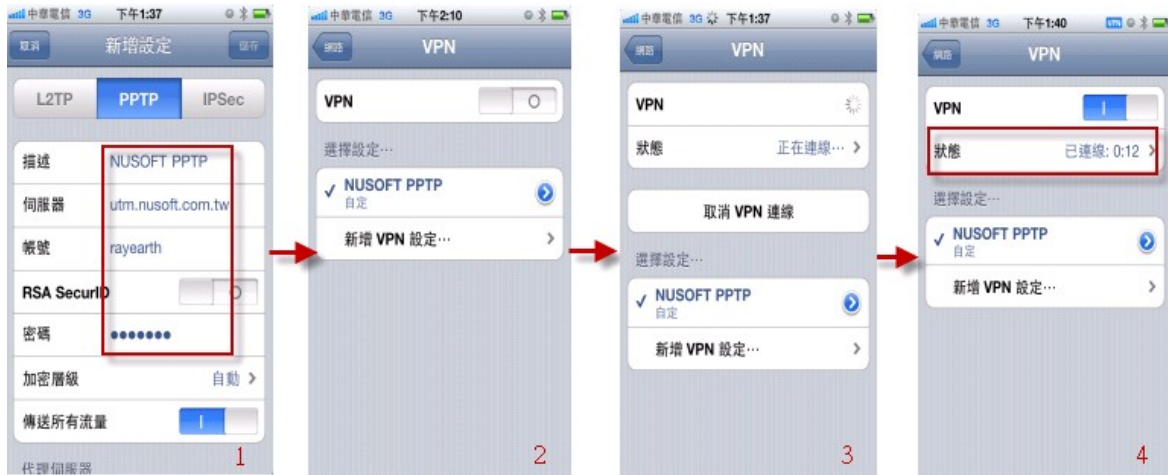 中華電信 3G 下午1:37
取消 新增設定 儲存
L2TP PPTP IPSec
描述 NUSOFT PPTP
伺服器 utm.nusoft.com.tw
帳號 rayearth
RSA SecurID
密碼 •••••••
加密層級 自動
傳送所有流量
代理伺服器
1
中華電信 3G 下午2:10
網路 VPN
VPN
選擇設定…
NUSOFT PPTP
自定
新增 VPN 設定…
2
中華電信 3G 下午1:37
網路 VPN
VPN
狀態 正在連線…
取消 VPN 連線
選擇設定…
NUSOFT PPTP
自定
新增 VPN 設定…
3
中華電信 3G 下午1:40 VPN
網路 VPN
VPN
狀態 已連線: 0:12
選擇設定…
NUSOFT PPTP
自定
新增 VPN 設定…
4